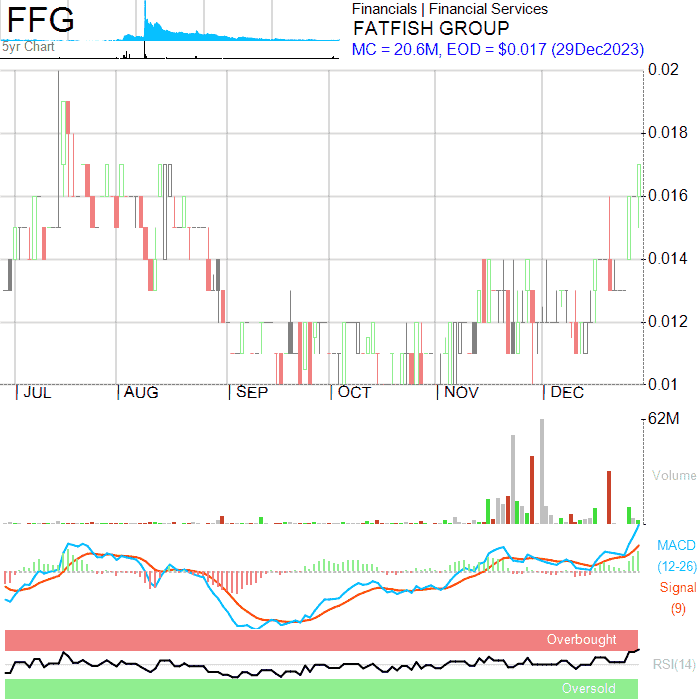 FFG
5yr Chart
Financials | Financial Services
FATFISH GROUP
MC = 20.6M, EOD = $0.017 (29Dec2023)
0.02
0.018
0.016
0.014
0.012
0.01
JUL AUG SEP OCT NOV DEC
62M
Volume
MACD
(12-26)
Signal
(9)
Overbought
RSI(14)
Oversold